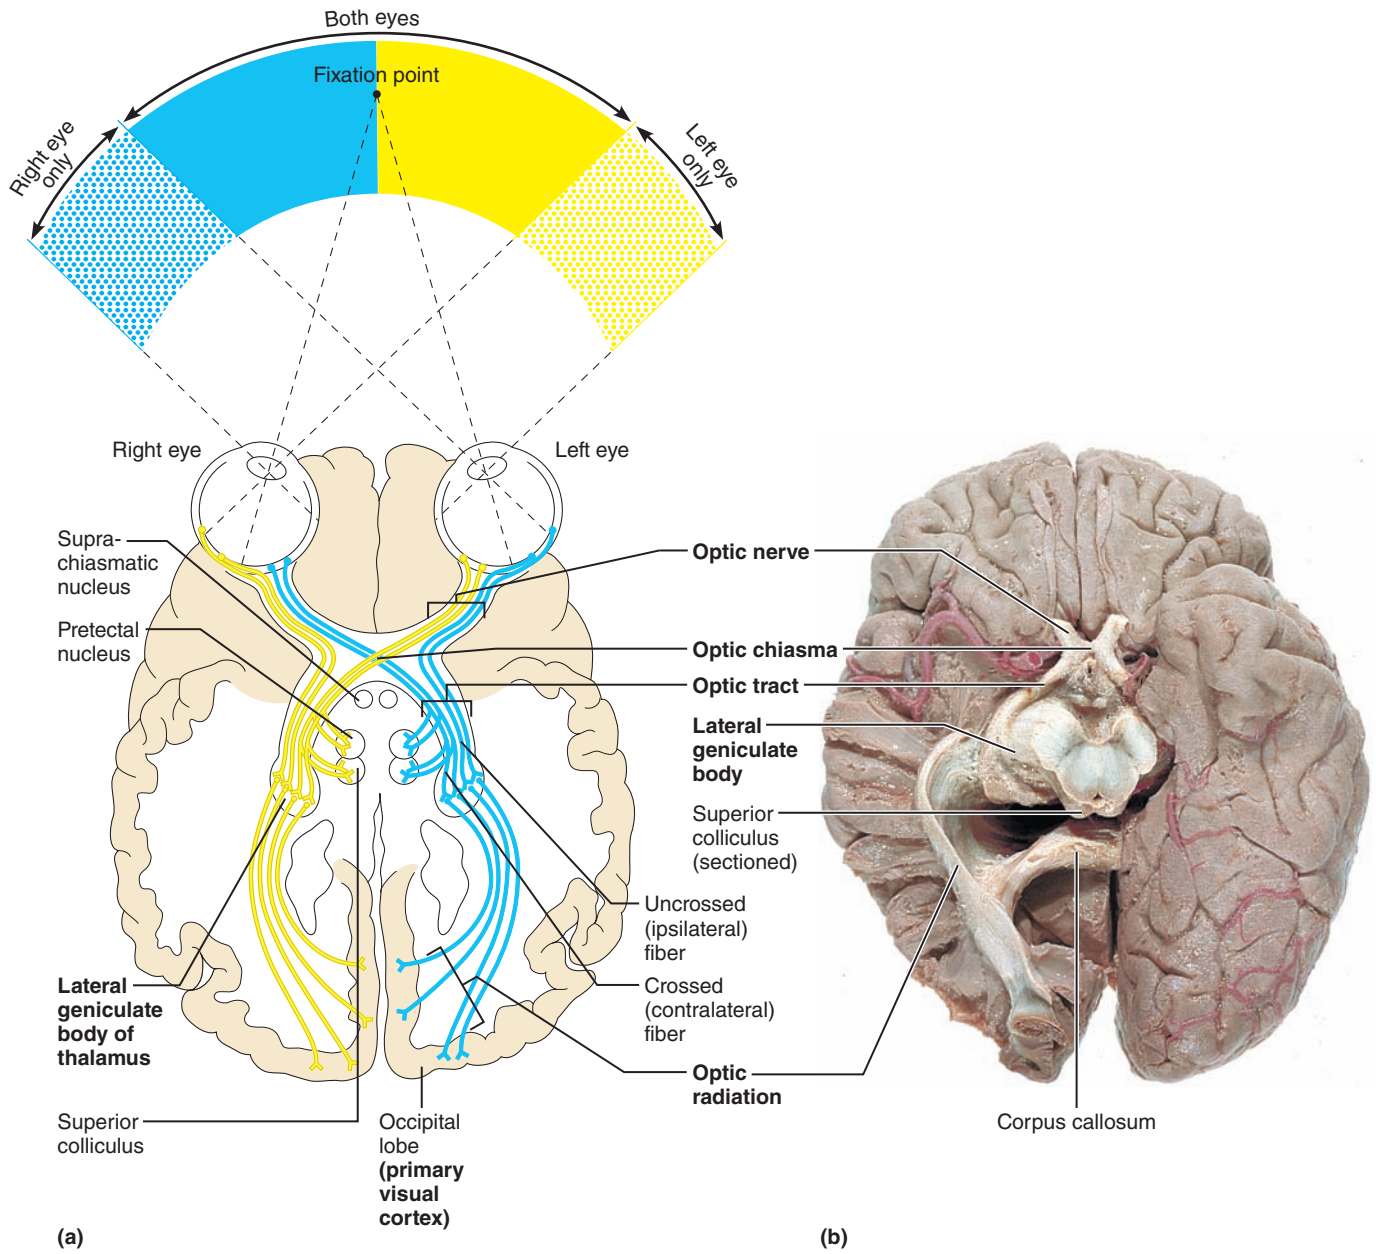 Both eyes
Fixation point
Right eye
only
Left eye
only
Right eye
Left eye
Supra-
chiasmatic
nucleus
Pretectal
nucleus
Optic nerve
Optic chiasma
Optic tract
Lateral
geniculate
body
Superior
colliculus
(sectioned)
Uncrossed
(ipsilateral)
fiber
Crossed
(contralateral)
fiber
Lateral
geniculate
body of
thalamus
Optic
radiation
Superior
colliculus
Occipital
lobe
(primary
visual
cortex)
Corpus callosum
(a)
(b)